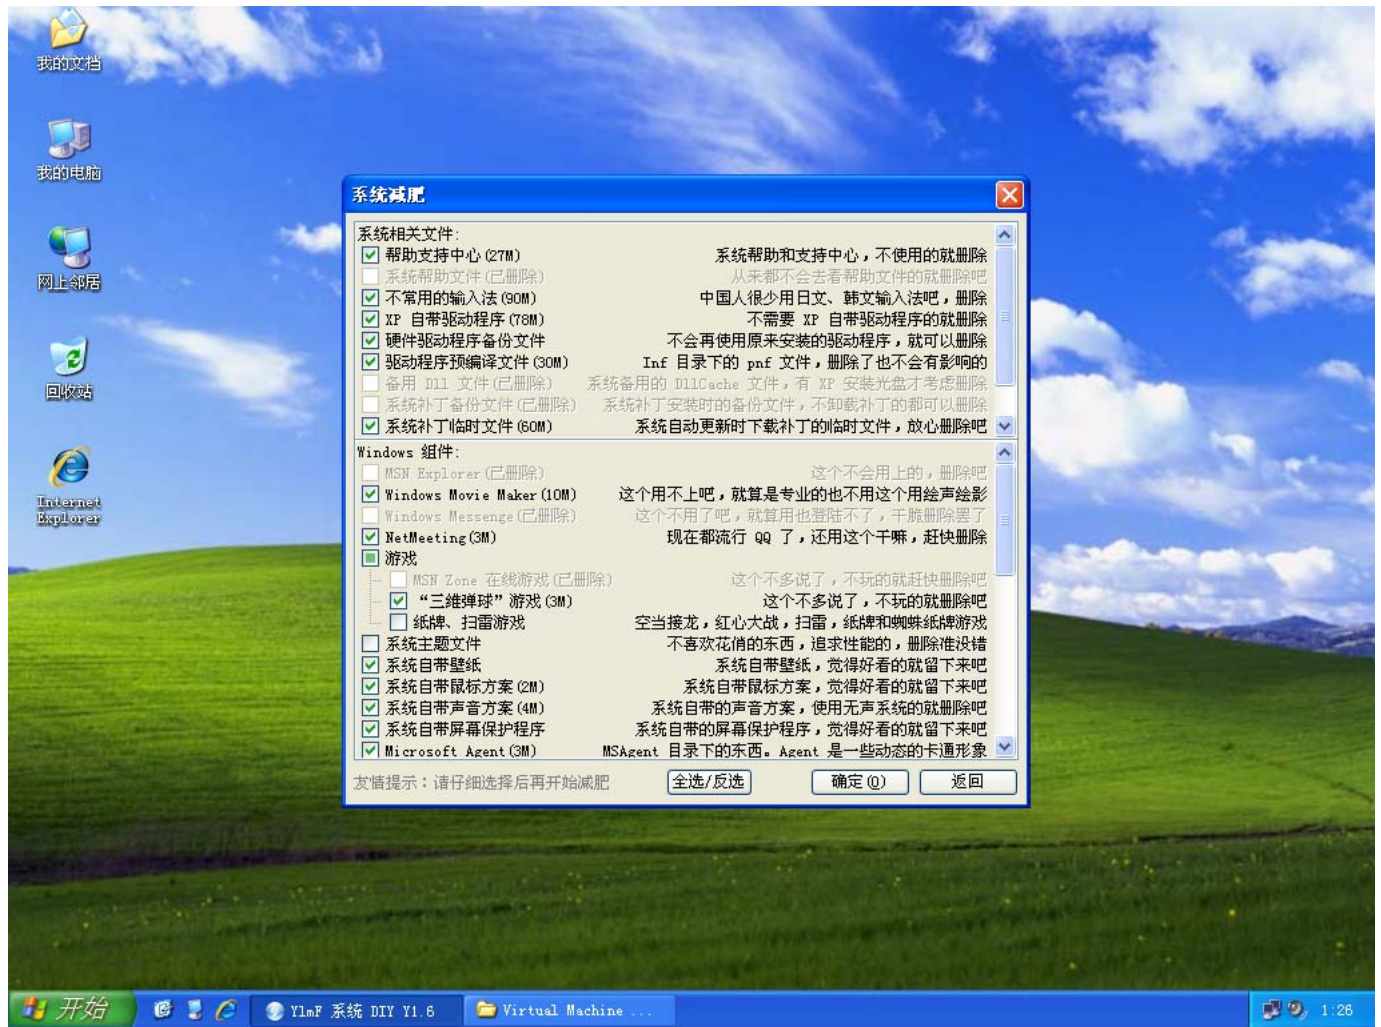 我的文档
我的电脑
网上邻居
回收站
Internet
Explorer
系统减肥
系统相关文件:
帮助支持中心(27M) 系统帮助和支持中心，不使用的就删除
系统帮助文件(已删除) 从来都不会去看帮助文件的就删除吧
不常用的输入法(90M) 中国人很少用日文、韩文输入法吧，删除
XP 自带驱动程序(78M) 不需要 XP 自带驱动程序的就删除
硬件驱动程序备份文件 不会再使用原来安装的驱动程序，就可以删除
驱动程序预编译文件(30M) Inf 目录下的 pnf 文件，删除了也不会有影响的
备用 Dll 文件(已删除) 系统备用的 DllCache 文件，有 XP 安装光盘才考虑删除
系统补丁备份文件(已删除) 系统补丁安装时的备份文件，不卸载补丁的都可以删除
系统补丁临时文件(60M) 系统自动更新时下载补丁的临时文件，放心删除吧
Windows 组件:
MSN Explorer(已删除) 这个不会用上的，删除吧
Windows Movie Maker(10M) 这个用不上吧，就算是专业的也不用这个用绘声绘影
Windows Messenge(已删除) 这个不用了吧，就算用也登陆不了，干脆删除罢了
NetMeeting(3M) 现在都流行 QQ 了，还用这个干嘛，赶快删除
游戏
MSN Zone 在线游戏(已删除) 这个不多说了，不玩的就赶快删除吧
“三维弹球”游戏(3M) 这个不多说了，不玩的就删除吧
纸牌、扫雷游戏 空当接龙，红心大战，扫雷，纸牌和蜘蛛纸牌游戏
系统主题文件 不喜欢花俏的东西，追求性能的，删除准没错
系统自带壁纸 系统自带壁纸，觉得好看的就留下来吧
系统自带鼠标方案(2M) 系统自带鼠标方案，觉得好看的就留下来吧
系统自带声音方案(4M) 系统自带的声音方案，使用无声系统的就删除吧
系统自带屏幕保护程序 系统自带的屏幕保护程序，觉得好看的就留下来吧
Microsoft Agent(3M) MSAgent 目录下的东西。Agent 是一些动态的卡通形象
友情提示：请仔细选择后再开始减肥 全选/反选 确定(O) 返回
开始 YlmF 系统 DIY Y1.6 Virtual Machine ... 1:26